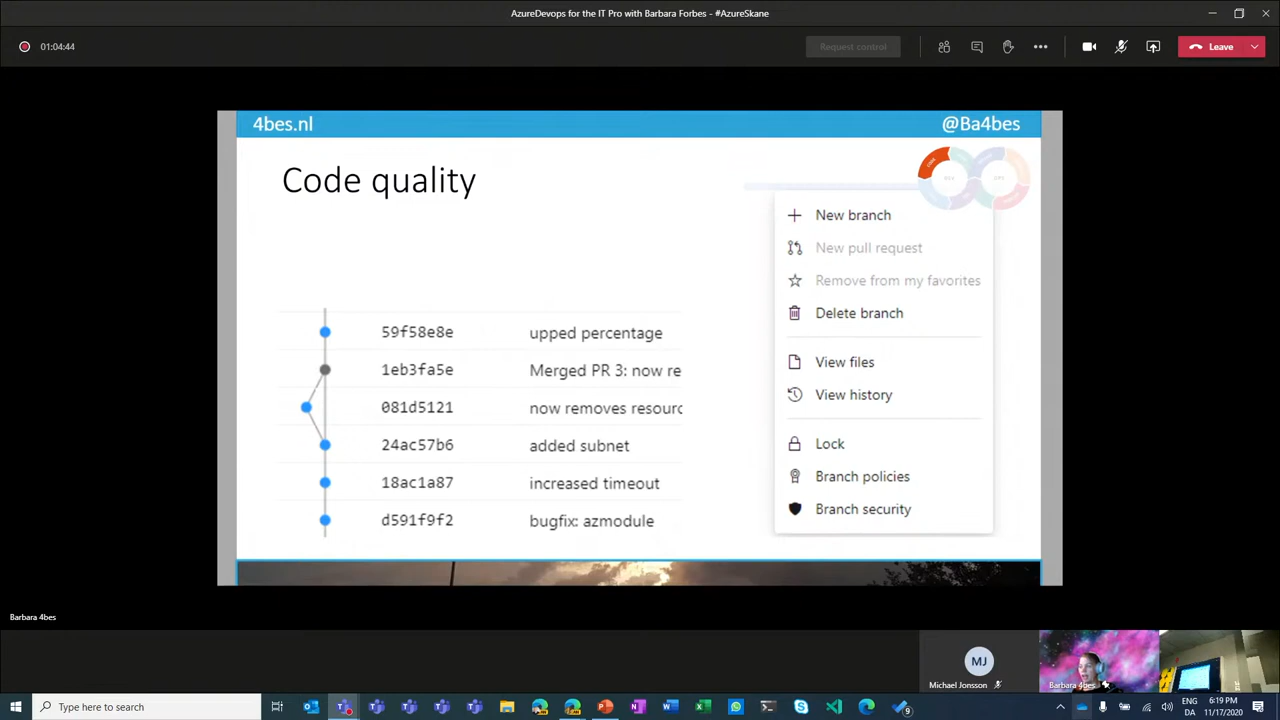 AzureDevops for the IT Pro with Barbara Forbes - #AzureSkane
01:04:44
Request control
Leave
4bes.nl
@Ba4bes
Code quality
New branch
New pull request
Remove from my favorites
Delete branch
View files
View history
Lock
Branch policies
Branch security
59f58e8e upped percentage
1eb3fa5e Merged PR 3: now re
081d5121 now removes resourc
24ac57b6 added subnet
18ac1a87 increased timeout
d591f9f2 bugfix: azmodule
Barbara 4bes
MJ
Michael Jonsson
Barbara 4bes
Type here to search
9
ENG
6:19 PM
DA
11/17/2020